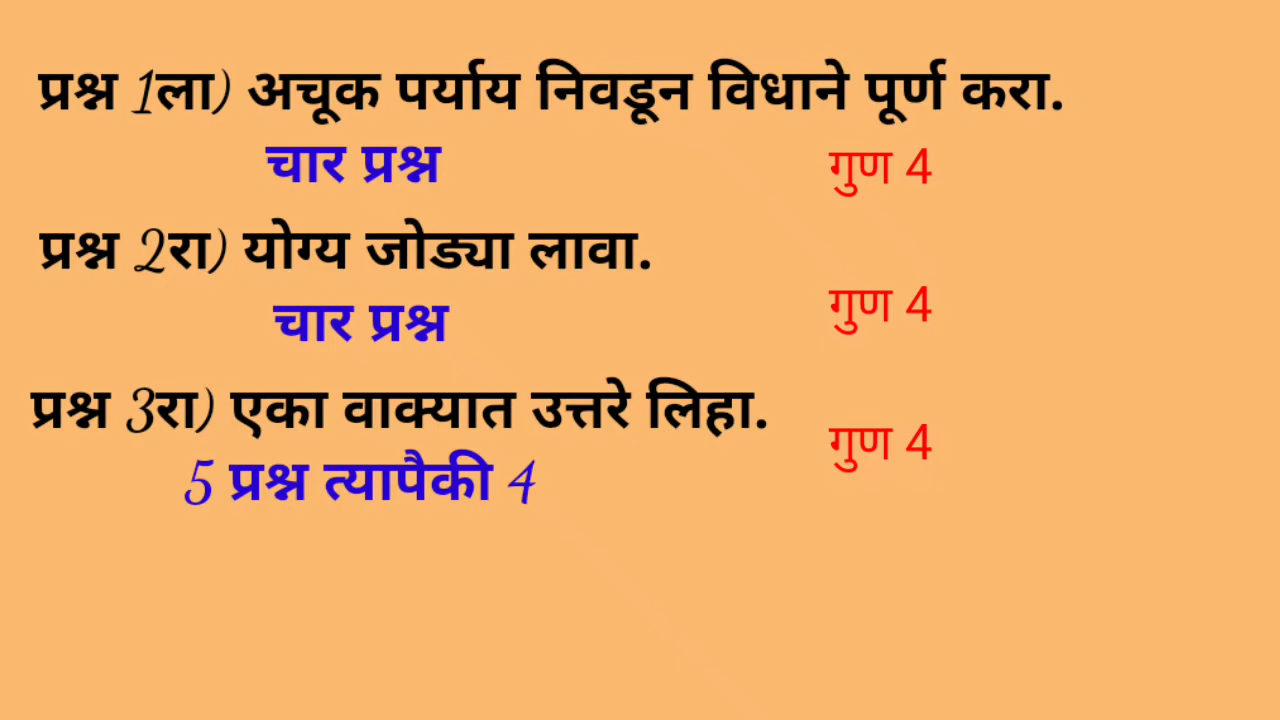 प्रश्न 1ला) अचूक पर्याय निवडून विधाने पूर्ण करा.
चार प्रश्न गुण 4
प्रश्न 2रा) योग्य जोड्या लावा.
चार प्रश्न गुण 4
प्रश्न 3रा) एका वाक्यात उत्तरे लिहा.
5 प्रश्न त्यापैकी 4 गुण 4